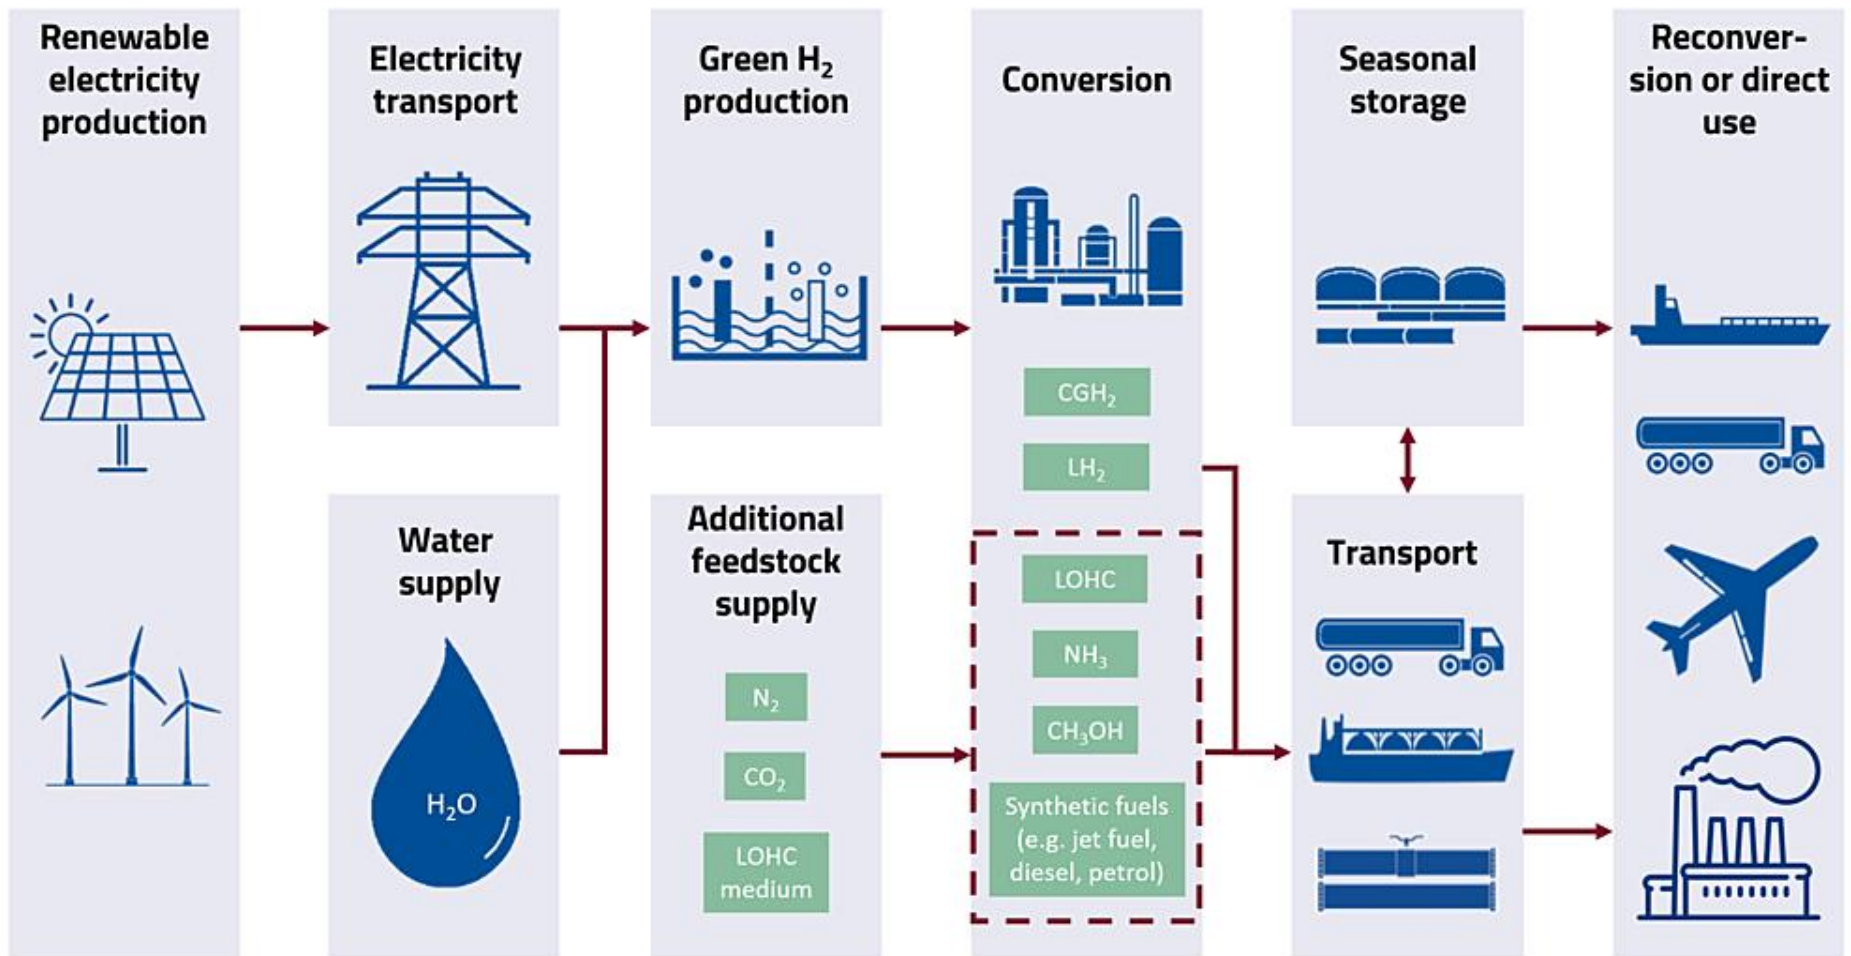 Renewable
electricity
production
Electricity
transport
Water
supply
H₂O
Green H₂
production
Additional
feedstock
supply
N₂
CO₂
LOHC
medium
Conversion
CGH₂
LH₂
LOHC
NH₃
CH₃OH
Synthetic fuels
(e.g. jet fuel,
diesel, petrol)
Seasonal
storage
Transport
Reconver-
sion or direct
use